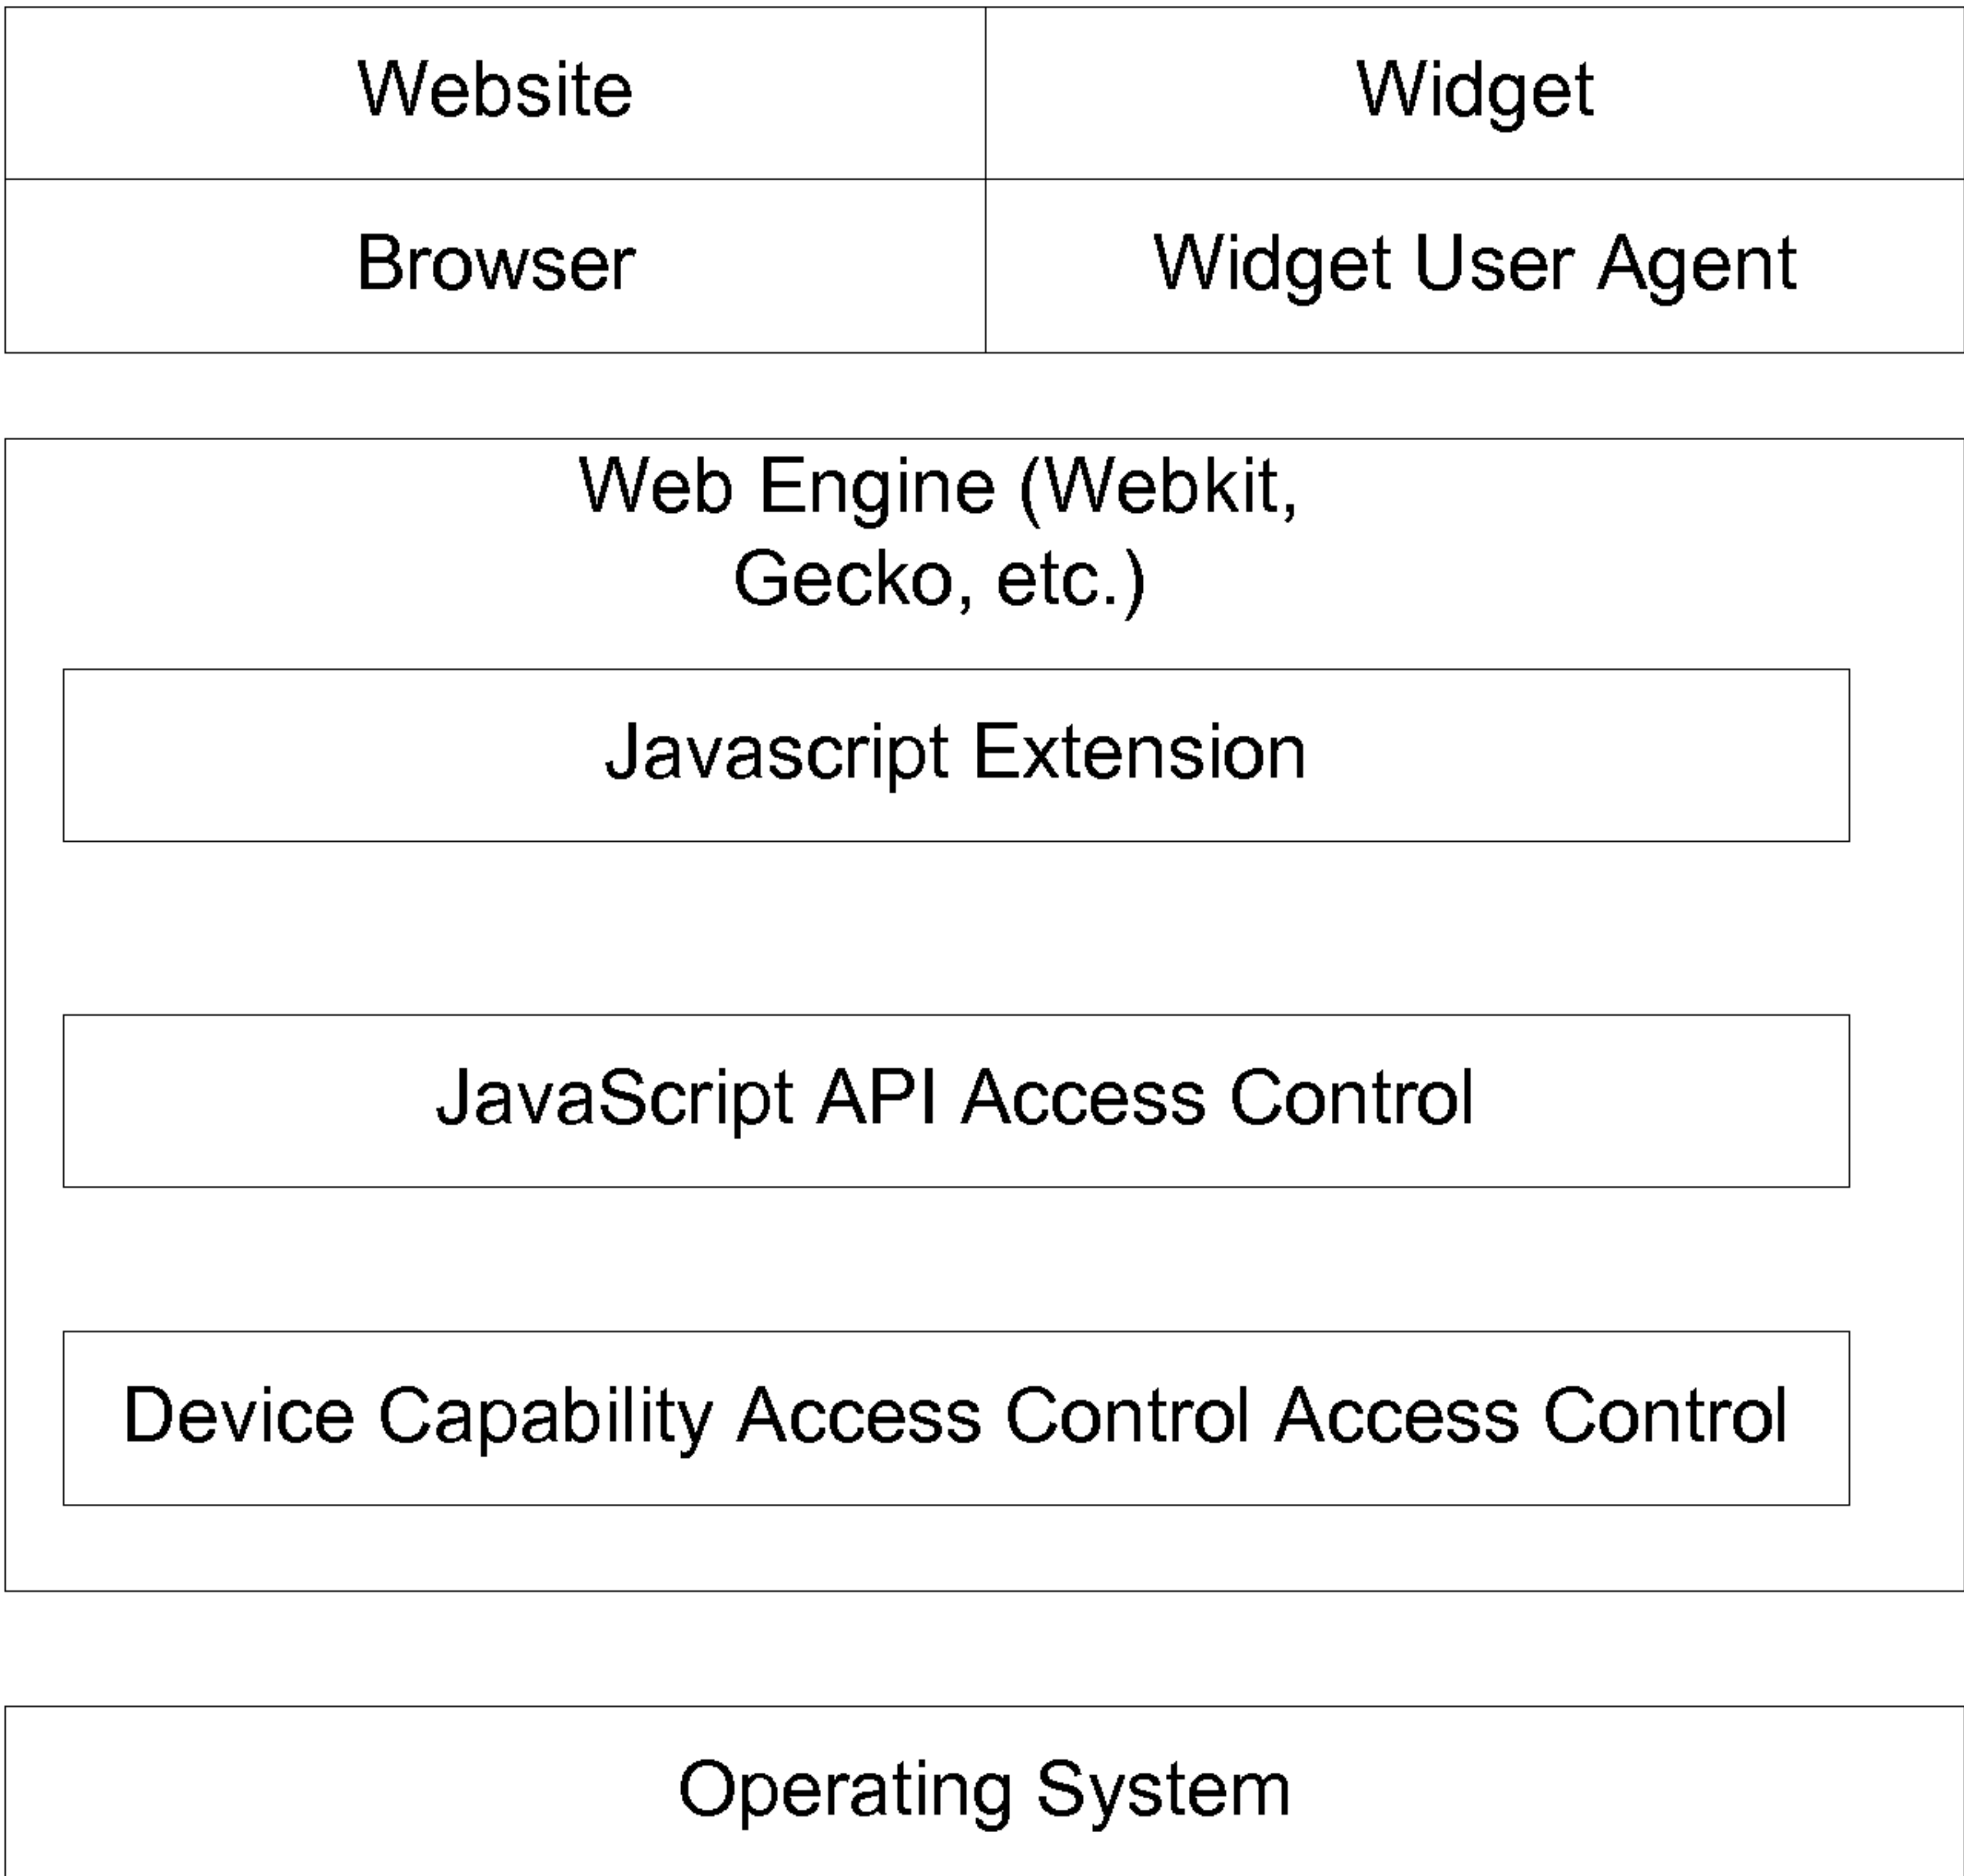 Website
Widget
Browser
Widget User Agent
Web Engine (Webkit,
Gecko, etc.)
Javascript Extension
JavaScript API Access Control
Device Capability Access Control Access Control
Operating System